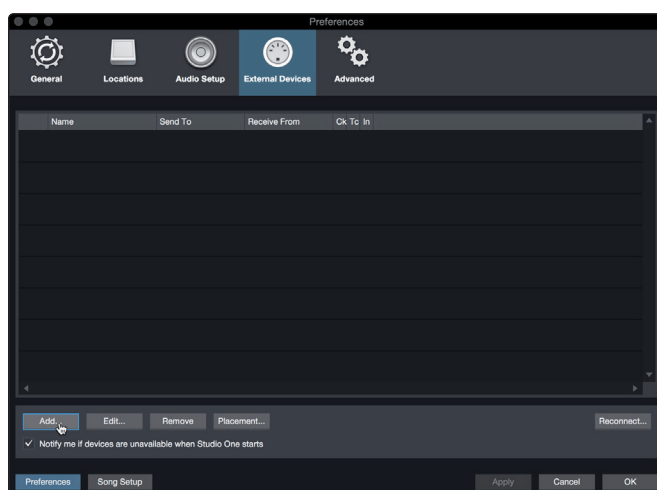 Preferences
General Locations Audio Setup External Devices Advanced
Name Send To Receive From Ck Tc In
Add... Edit... Remove Placement... Reconnect...
Notify me if devices are unavailable when Studio One starts
Preferences Song Setup Apply Cancel OK